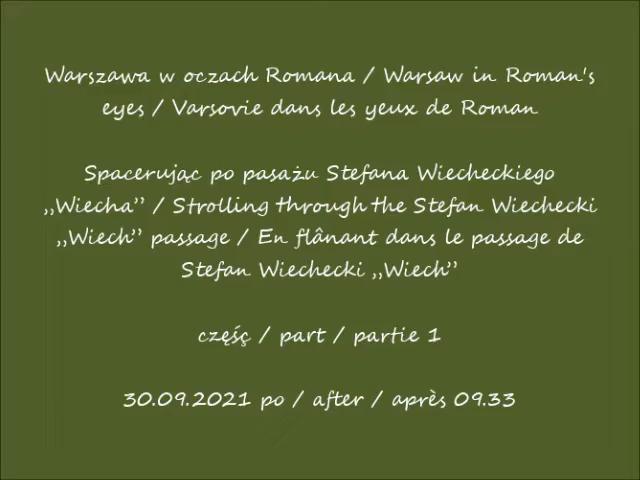 Warszawa w oczach Romana / Warsaw in Roman's
eyes / Varsovie dans les yeux de Roman
Spacerując po pasażu Stefana Wiecheckiego
„Wiecha” / Strolling through the Stefan Wiechecki
„Wiech” passage / En flânant dans le passage de
Stefan Wiechecki „Wiech”
częśç / part / partie 1
30.09.2021 po / after / après 09.33